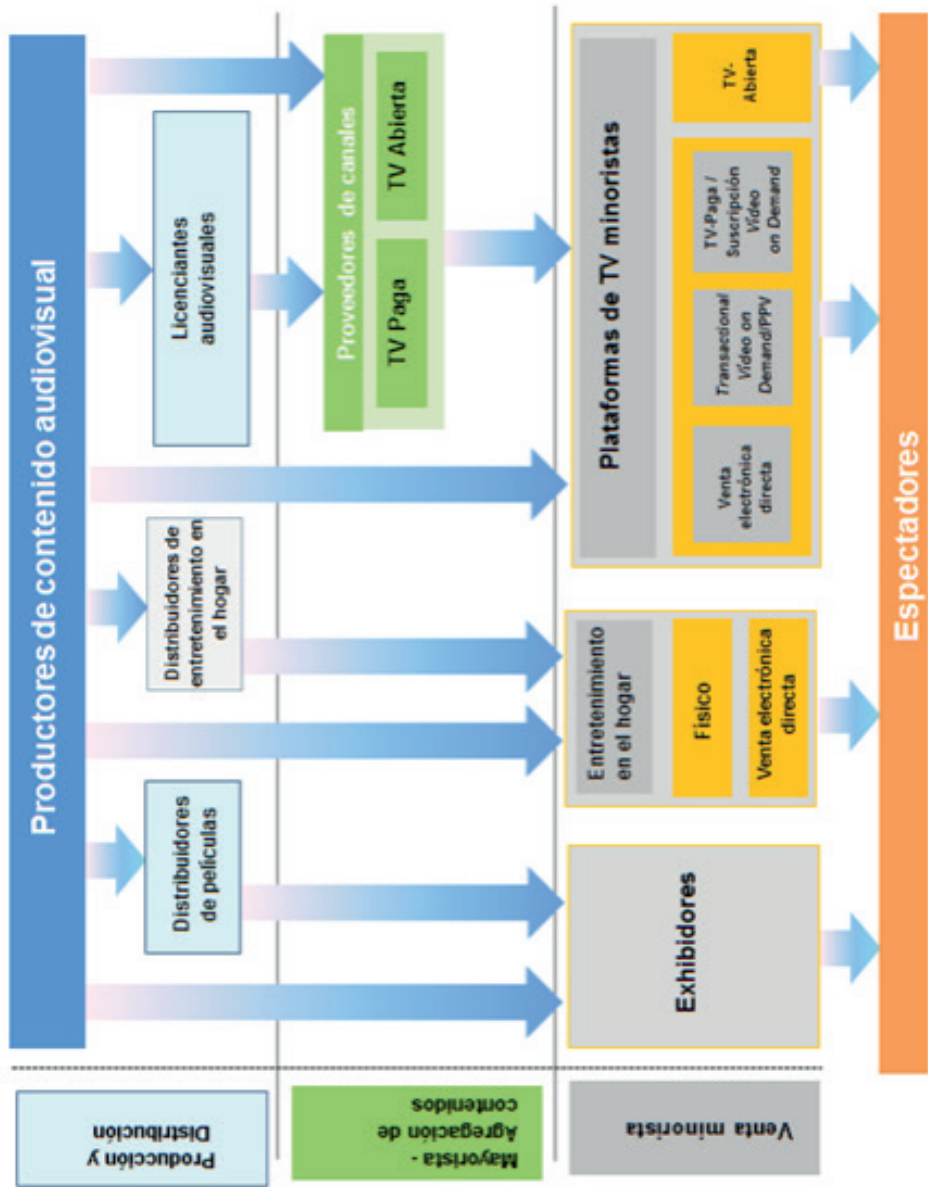 Productores de contenido audiovisual
Producción y
Distribución
Distribuidores
de películas
Distribuidores de
entretenimiento en
el hogar
Licenciantes
audiovisuales
Mayorista -
Agregación de
contenidos
Proveedores de canales
TV Paga
TV Abierta
Venta minorista
Exhibidores
Entretenimiento
en el hogar
Físico
Venta electrónica
directa
Plataformas de TV minoristas
Venta
electrónica
directa
Transactional
Vídeo on
Demand/PPV
TV-Paga /
Suscripción
Vídeo
on Demand
TV-
Abierta
Espectadores